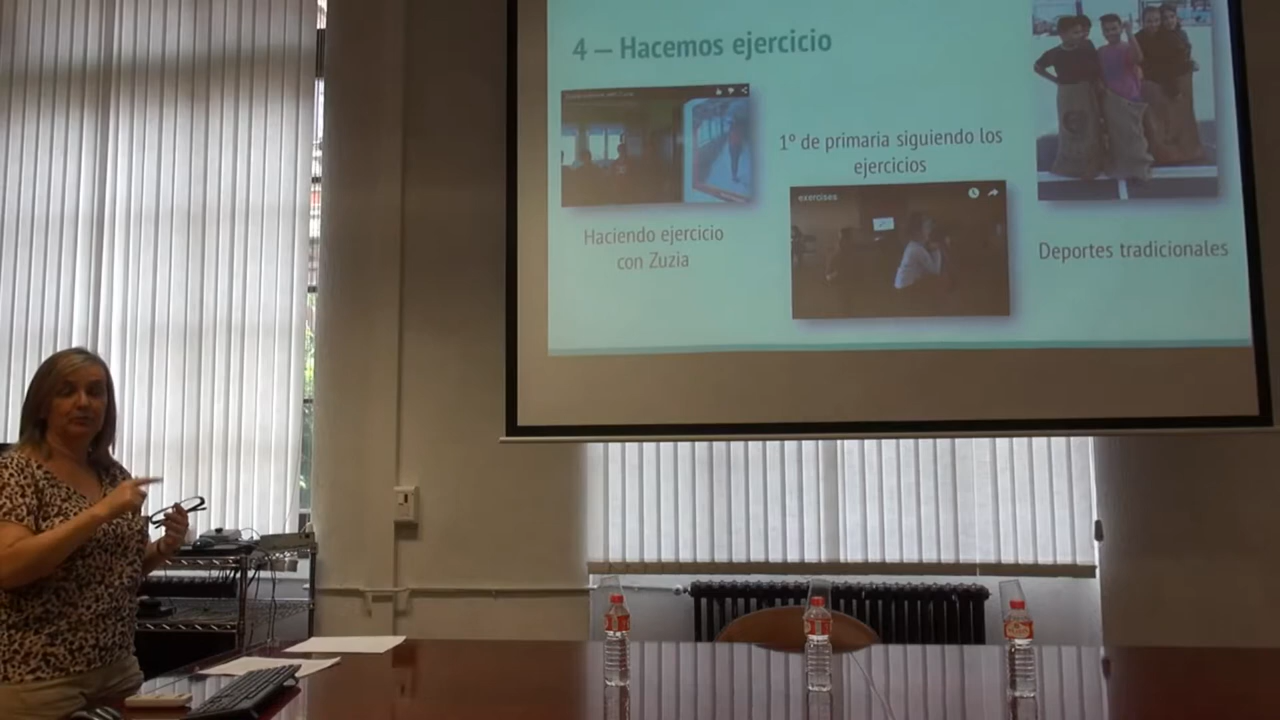 4 — Hacemos ejercicio
1º de primaria siguiendo los
ejercicios
exercises
Haciendo ejercicio
con Zuzia
Deportes tradicionales